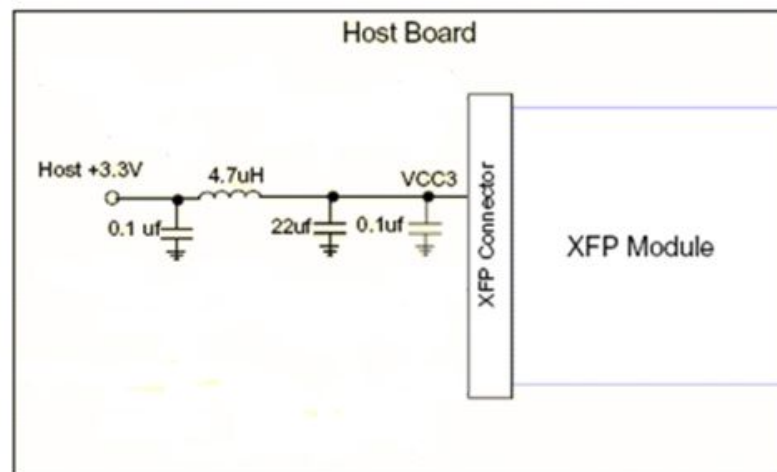 Host Board
Host +3.3V
4.7uH
VCC3
0.1 uf
22uf
0.1uf
XFP Connector
XFP Module